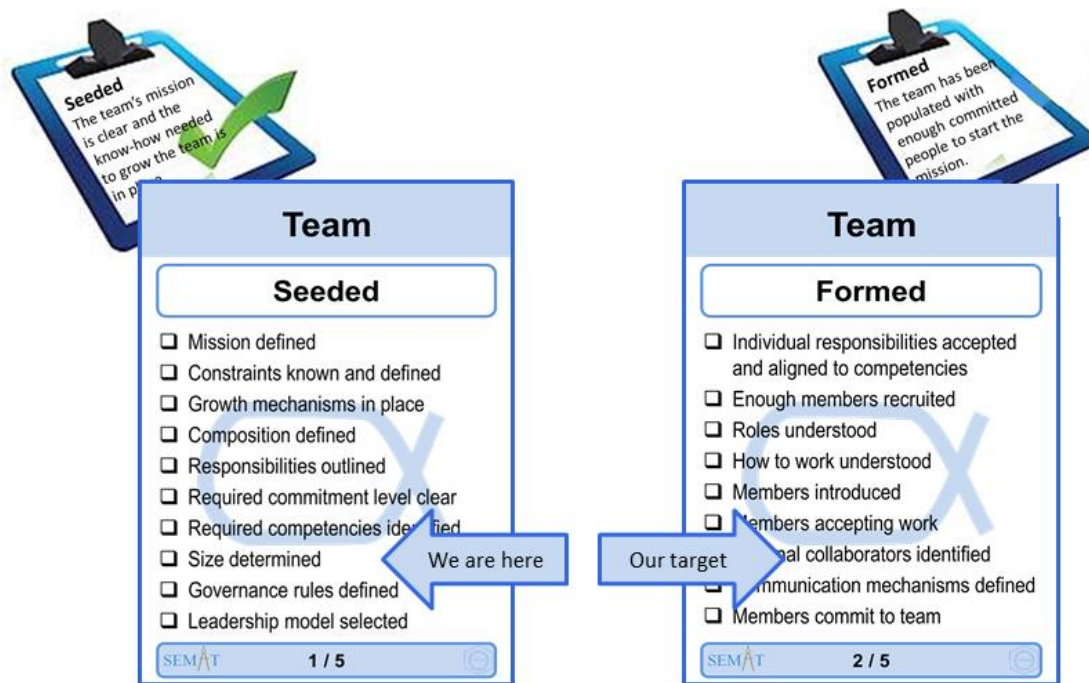 Seeded
The team's mission
is clear and the
know-how needed
to grow the team is
in
Formed
The team has been
populated with
enough committed
people to start the
mission.
Team
Seeded
❑ Mission defined
❑ Constraints known and defined
❑ Growth mechanisms in place
❑ Composition defined
❑ Responsibilities outlined
❑ Required commitment level clear
❑ Required competencies identified
❑ Size determined
❑ Governance rules defined
❑ Leadership model selected
SEMAT 1 / 5
We are here
Our target
Team
Formed
❑ Individual responsibilities accepted
and aligned to competencies
❑ Enough members recruited
❑ Roles understood
❑ How to work understood
❑ Members introduced
❑ Members accepting work
❑ collaborators identified
❑ Communication mechanisms defined
❑ Members commit to team
SEMAT 2 / 5